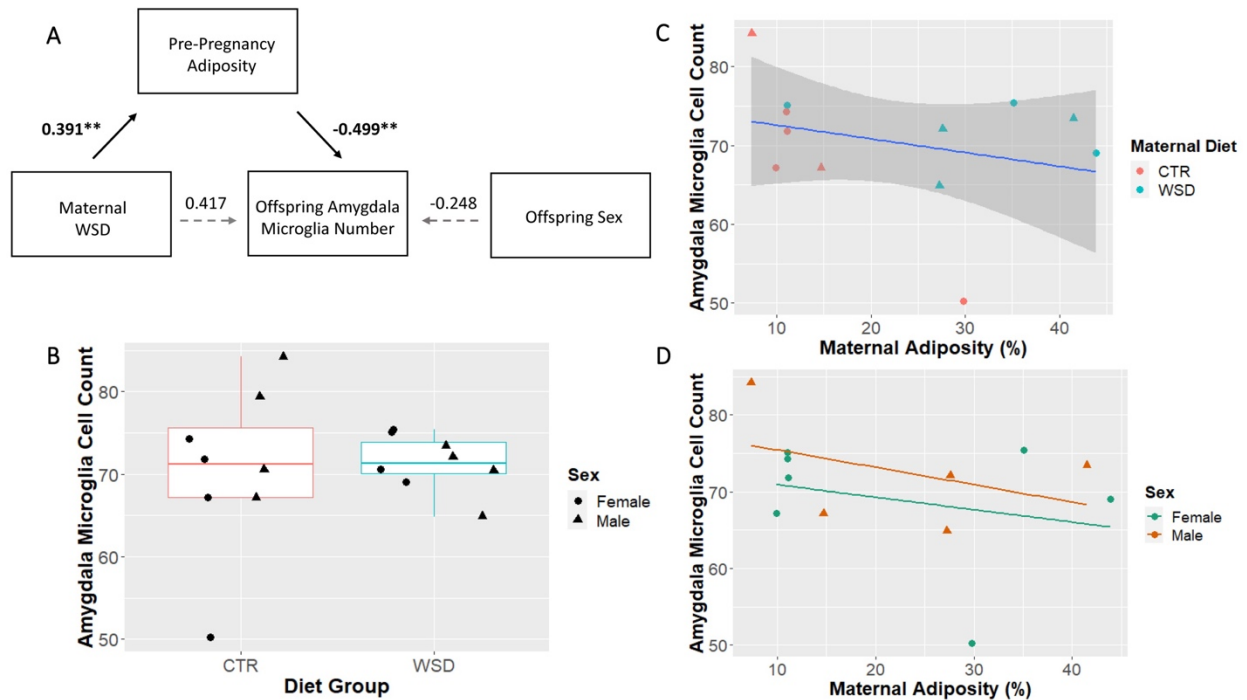 A
Pre-Pregnancy
Adiposity
0.391**
-0.499**
Maternal
WSD
0.417
Offspring Amygdala
Microglia Number
-0.248
Offspring Sex
B
Amygdala Microglia Cell Count
80
70
60
50
CTR
WSD
Diet Group
Sex
Female
Male
C
Amygdala Microglia Cell Count
80
70
60
50
10
20
30
40
Maternal Adiposity (%)
Maternal Diet
CTR
WSD
D
Amygdala Microglia Cell Count
80
70
60
50
10
20
30
40
Maternal Adiposity (%)
Sex
Female
Male